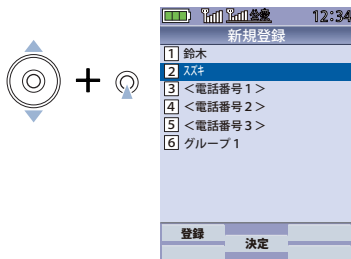 公衆 12:34
新規登録
1 鈴木
2 ｽｽﾞｷ
3 ＜電話番号1＞
4 ＜電話番号2＞
5 ＜電話番号3＞
6 グループ1
登録
決定